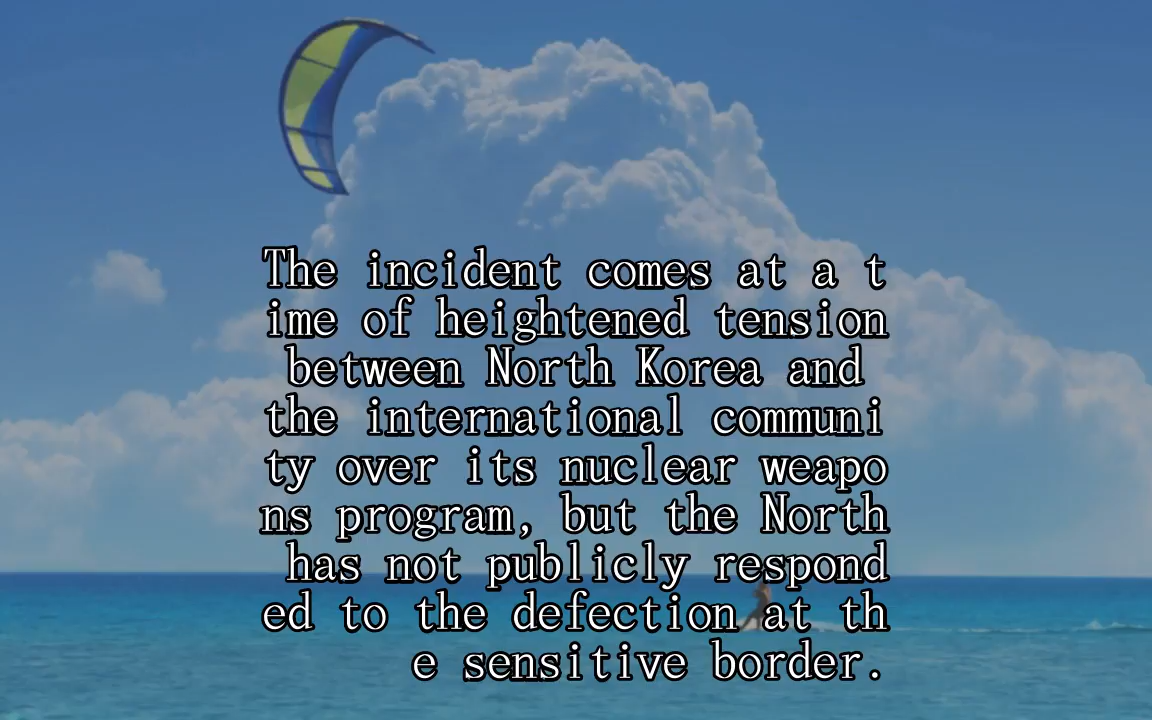 The incident comes at a t
ime of heightened tension
between North Korea and
the international communi
ty over its nuclear weapo
ns program, but the North
has not publicly respond
ed to the defection at th
e sensitive border.